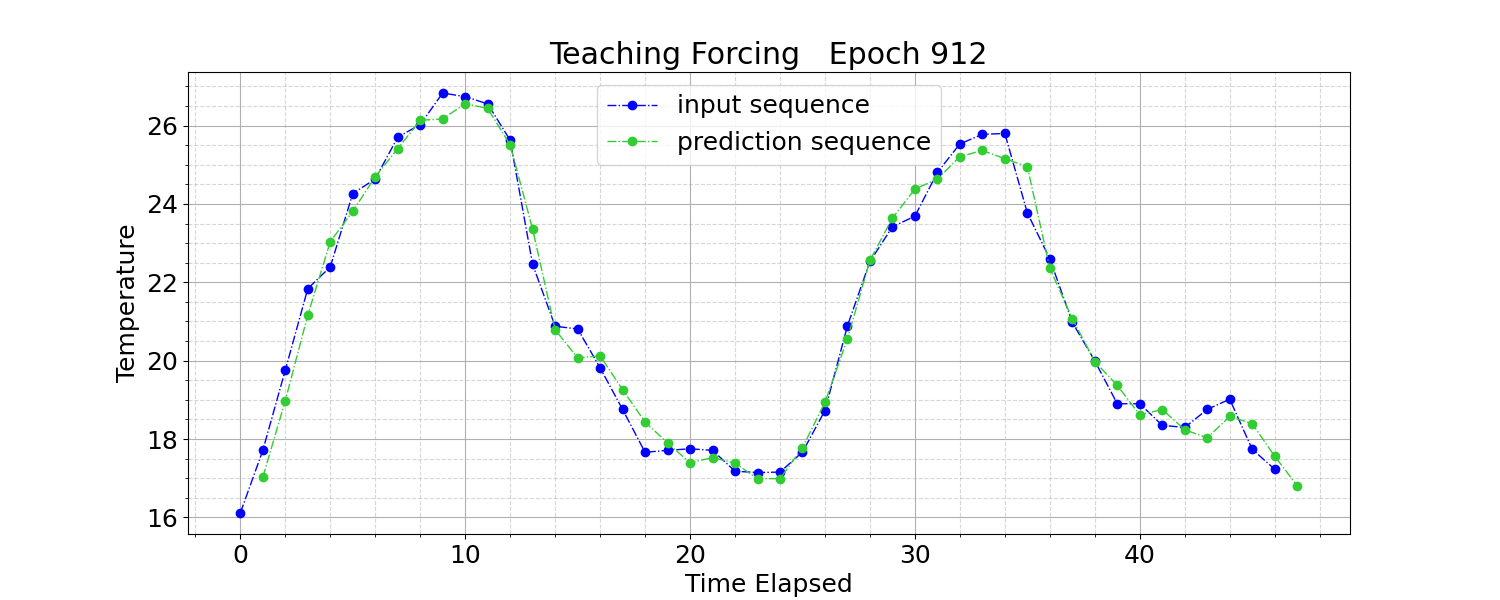 Teaching Forcing   Epoch 912
input sequence
prediction sequence
26
24
22
20
18
16
Temperature
0 10 20 30 40
Time Elapsed